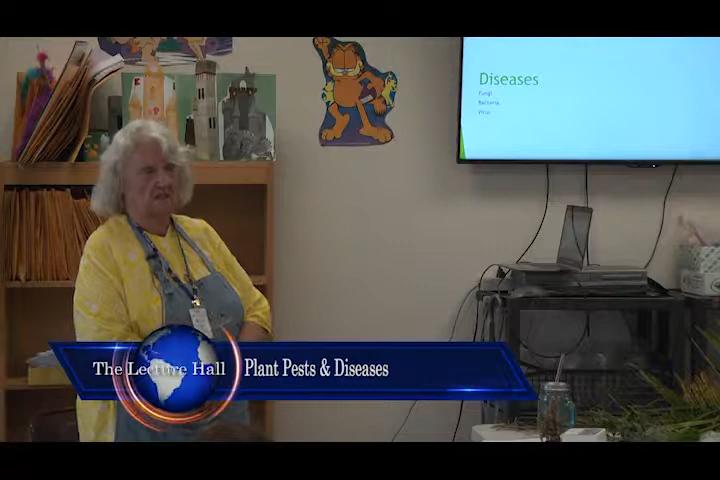 Diseases
Fungi
Bacteria
Virus
The Lecture Hall
Plant Pests & Diseases